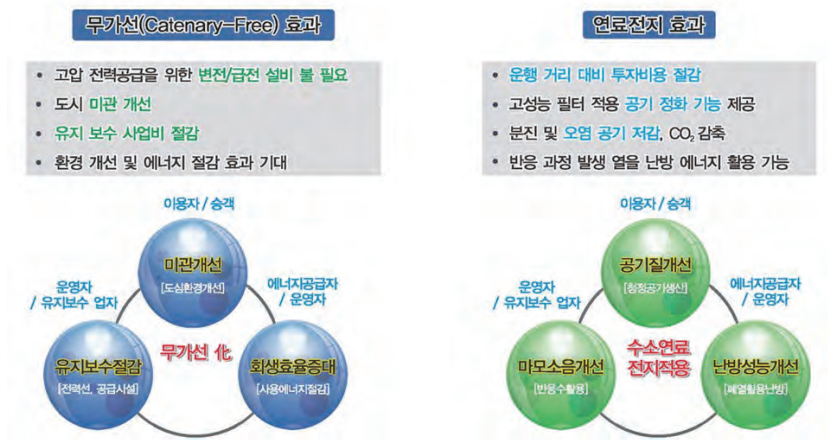 무가선(Catenary-Free) 효과
• 고압 전력공급을 위한 변전/급전 설비 불 필요
• 도시 미관 개선
• 유지 보수 사업비 절감
• 환경 개선 및 에너지 절감 효과 기대
이용자 / 승객
미관개선
[도심환경개선]
운영자
/ 유지보수 업자
에너지공급자
/ 운영자
무가선 化
유지보수절감
[전력선, 공급시설]
회생효율증대
[사용에너지절감]
연료전지 효과
• 운행 거리 대비 투자비용 절감
• 고성능 필터 적용 공기 정화 기능 제공
• 분진 및 오염 공기 저감, CO₂ 감축
• 반응 과정 발생 열을 난방 에너지 활용 가능
이용자 / 승객
공기질개선
[청정공기생산]
운영자
/ 유지보수 업자
에너지공급자
/ 운영자
수소연료
전지적용
마모소음개선
[반응수활용]
난방성능개선
[폐열활용난방]